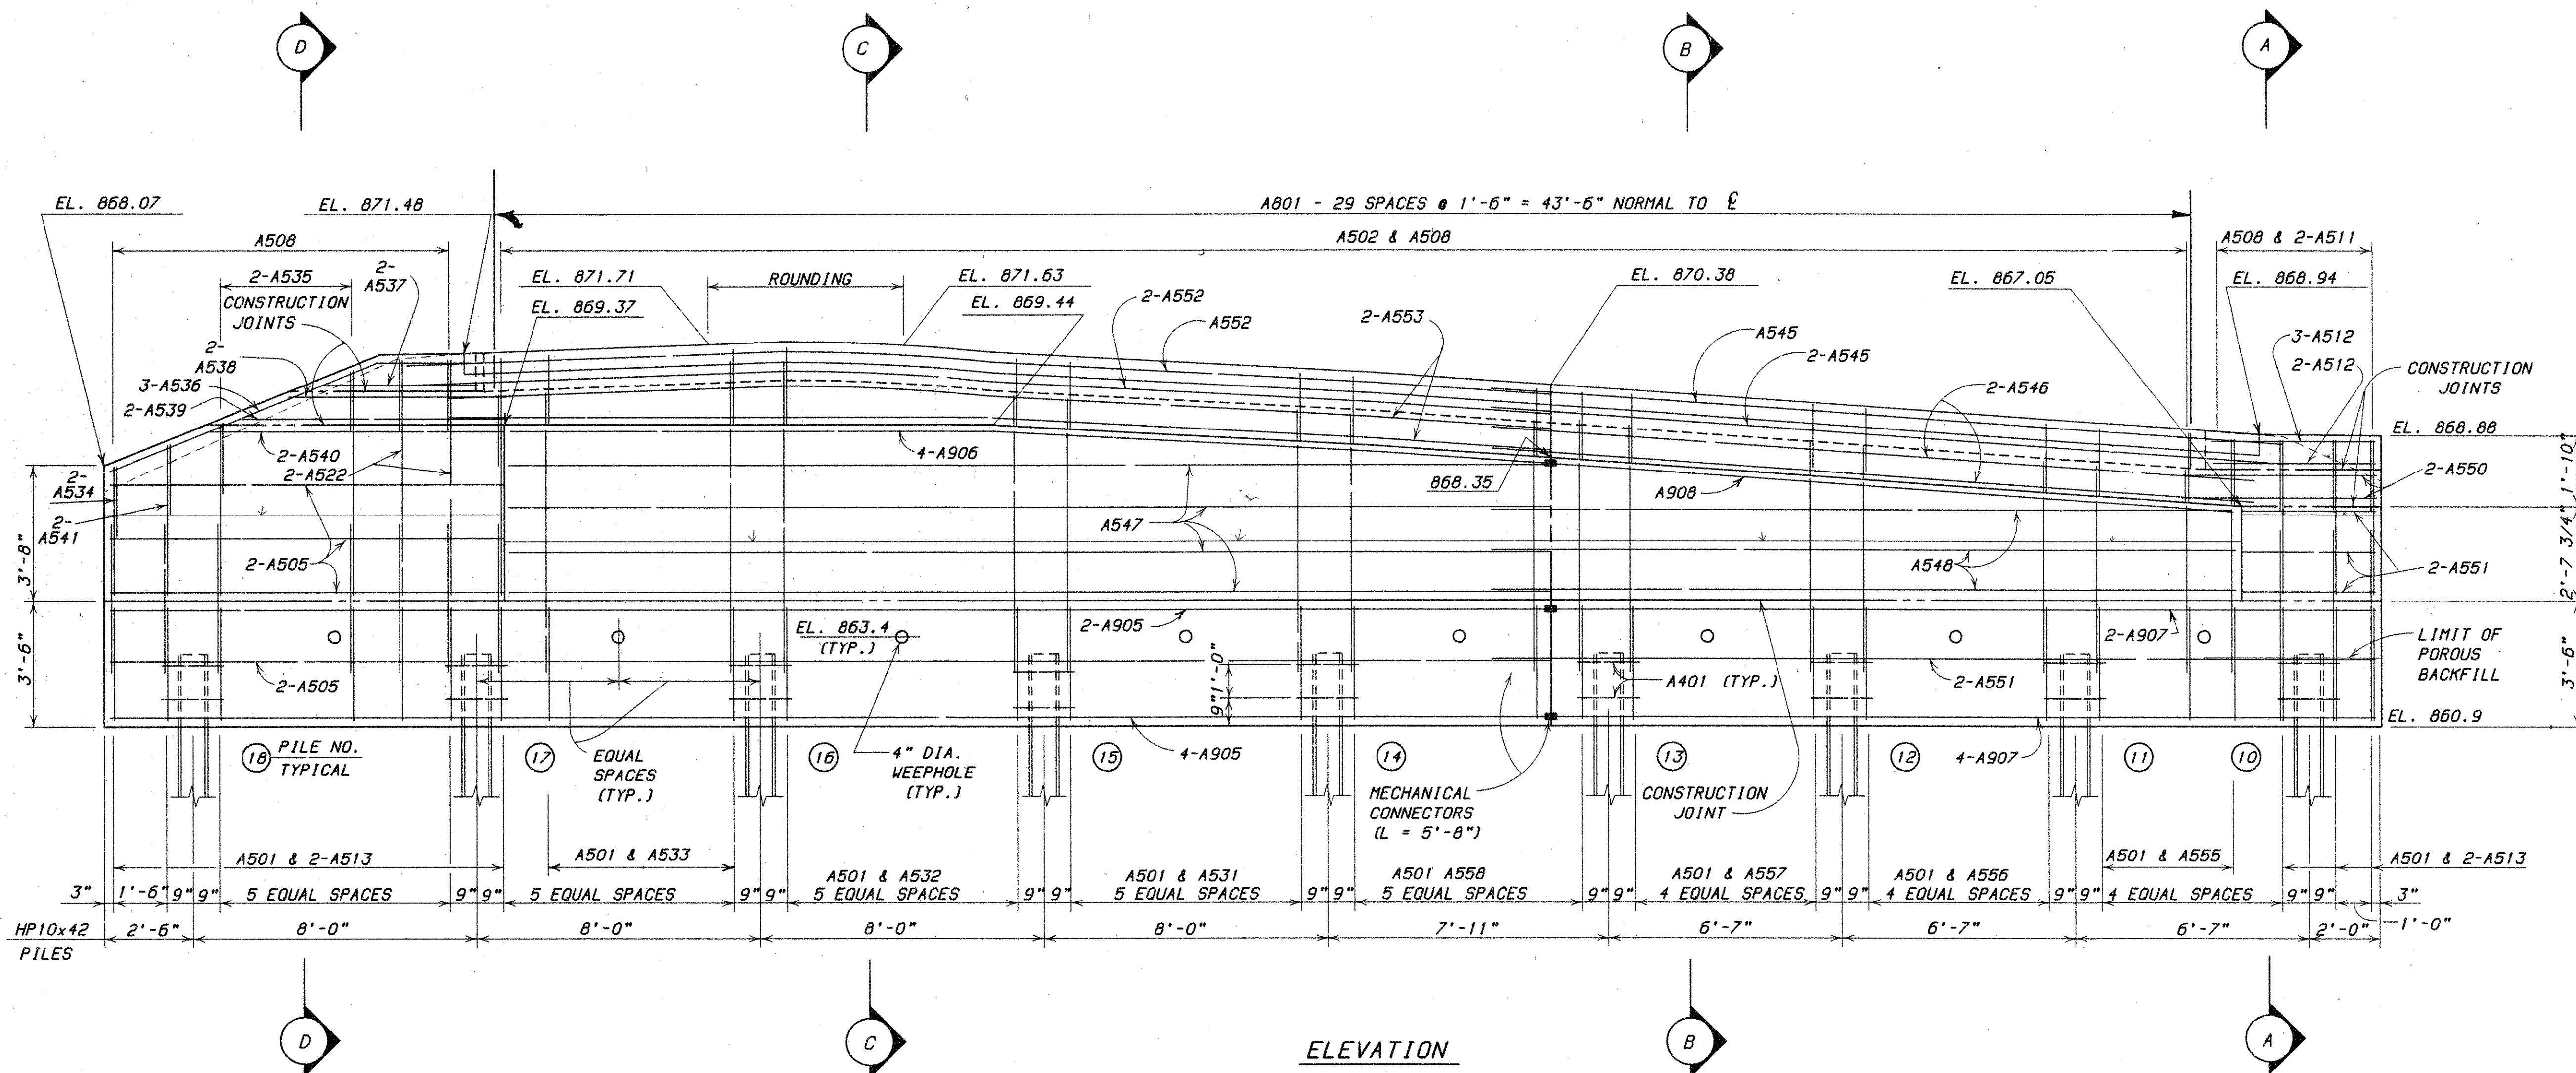 D
C
B
A
EL. 868.07
EL. 871.48
A801 - 29 SPACES @ 1'-6" = 43'-6" NORMAL TO ℄
A508
A502 & A508
A508 & 2-A511
2-A535
2-
A537
CONSTRUCTION
JOINTS
EL. 871.71
EL. 869.37
ROUNDING
EL. 871.63
EL. 869.44
2-A552
A552
2-A553
EL. 870.38
A545
2-A545
2-A546
EL. 867.05
EL. 868.94
3-A512
2-A512
CONSTRUCTION
JOINTS
2-
A538
3-A536
2-A539
EL. 868.88
2-A540
2-A522
4-A906
2-
A534
2-
A541
2-A505
A547
868.35
A908
A548
2-A550
2-A551
3'-8"
3'-6"
1'-10"
2'-7 3/4"
3'-6"
2-A505
EL. 863.4
(TYP.)
2-A905
1'-0"
9"
A401 (TYP.)
2-A551
2-A907
LIMIT OF
POROUS
BACKFILL
EL. 860.9
18
PILE NO.
TYPICAL
17
EQUAL
SPACES
(TYP.)
16
4" DIA.
WEEPHOLE
(TYP.)
15
4-A905
14
MECHANICAL
CONNECTORS
(L = 5'-8")
13
CONSTRUCTION
JOINT
12
4-A907
11
10
A501 & 2-A513
A501 & A533
A501 & A532
A501 & A531
A501 A558
A501 & A557
A501 & A556
A501 & A555
A501 & 2-A513
3" 1'-6" 9" 9" 5 EQUAL SPACES 9" 9" 5 EQUAL SPACES 9" 9" 5 EQUAL SPACES 9" 9" 5 EQUAL SPACES 9" 9" 5 EQUAL SPACES 9" 9" 4 EQUAL SPACES 9" 9" 4 EQUAL SPACES 9" 9" 4 EQUAL SPACES 9" 9" 3"
1'-0"
HP10x42
PILES
2'-6" 8'-0" 8'-0" 8'-0" 8'-0" 7'-11" 6'-7" 6'-7" 6'-7" 2'-0"
D
C
B
A
ELEVATION